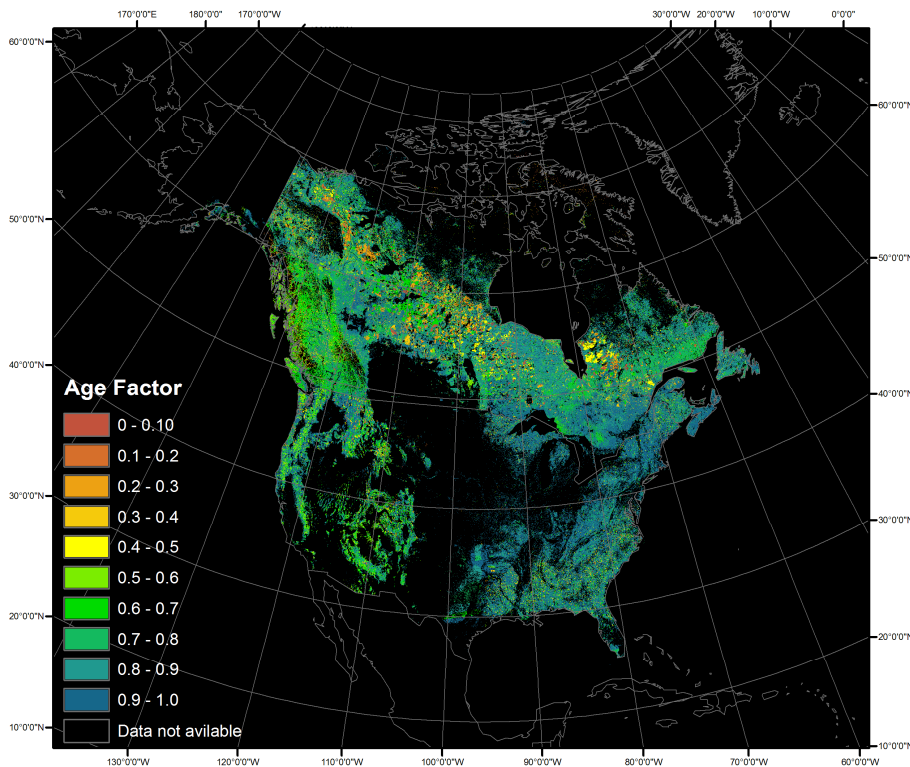 170°0'0"E 180°0'0" 170°0'0"W 30°0'0"W 20°0'0"W 10°0'0"W 0°0'0"
60°0'0"N
60°0'0"N
50°0'0"N
50°0'0"N
40°0'0"N
40°0'0"N
30°0'0"N
30°0'0"N
20°0'0"N
20°0'0"N
10°0'0"N
10°0'0"N
Age Factor
0 - 0.10
0.1 - 0.2
0.2 - 0.3
0.3 - 0.4
0.4 - 0.5
0.5 - 0.6
0.6 - 0.7
0.7 - 0.8
0.8 - 0.9
0.9 - 1.0
Data not avilable
130°0'0"W 120°0'0"W 110°0'0"W 100°0'0"W 90°0'0"W 80°0'0"W 70°0'0"W 60°0'0"W